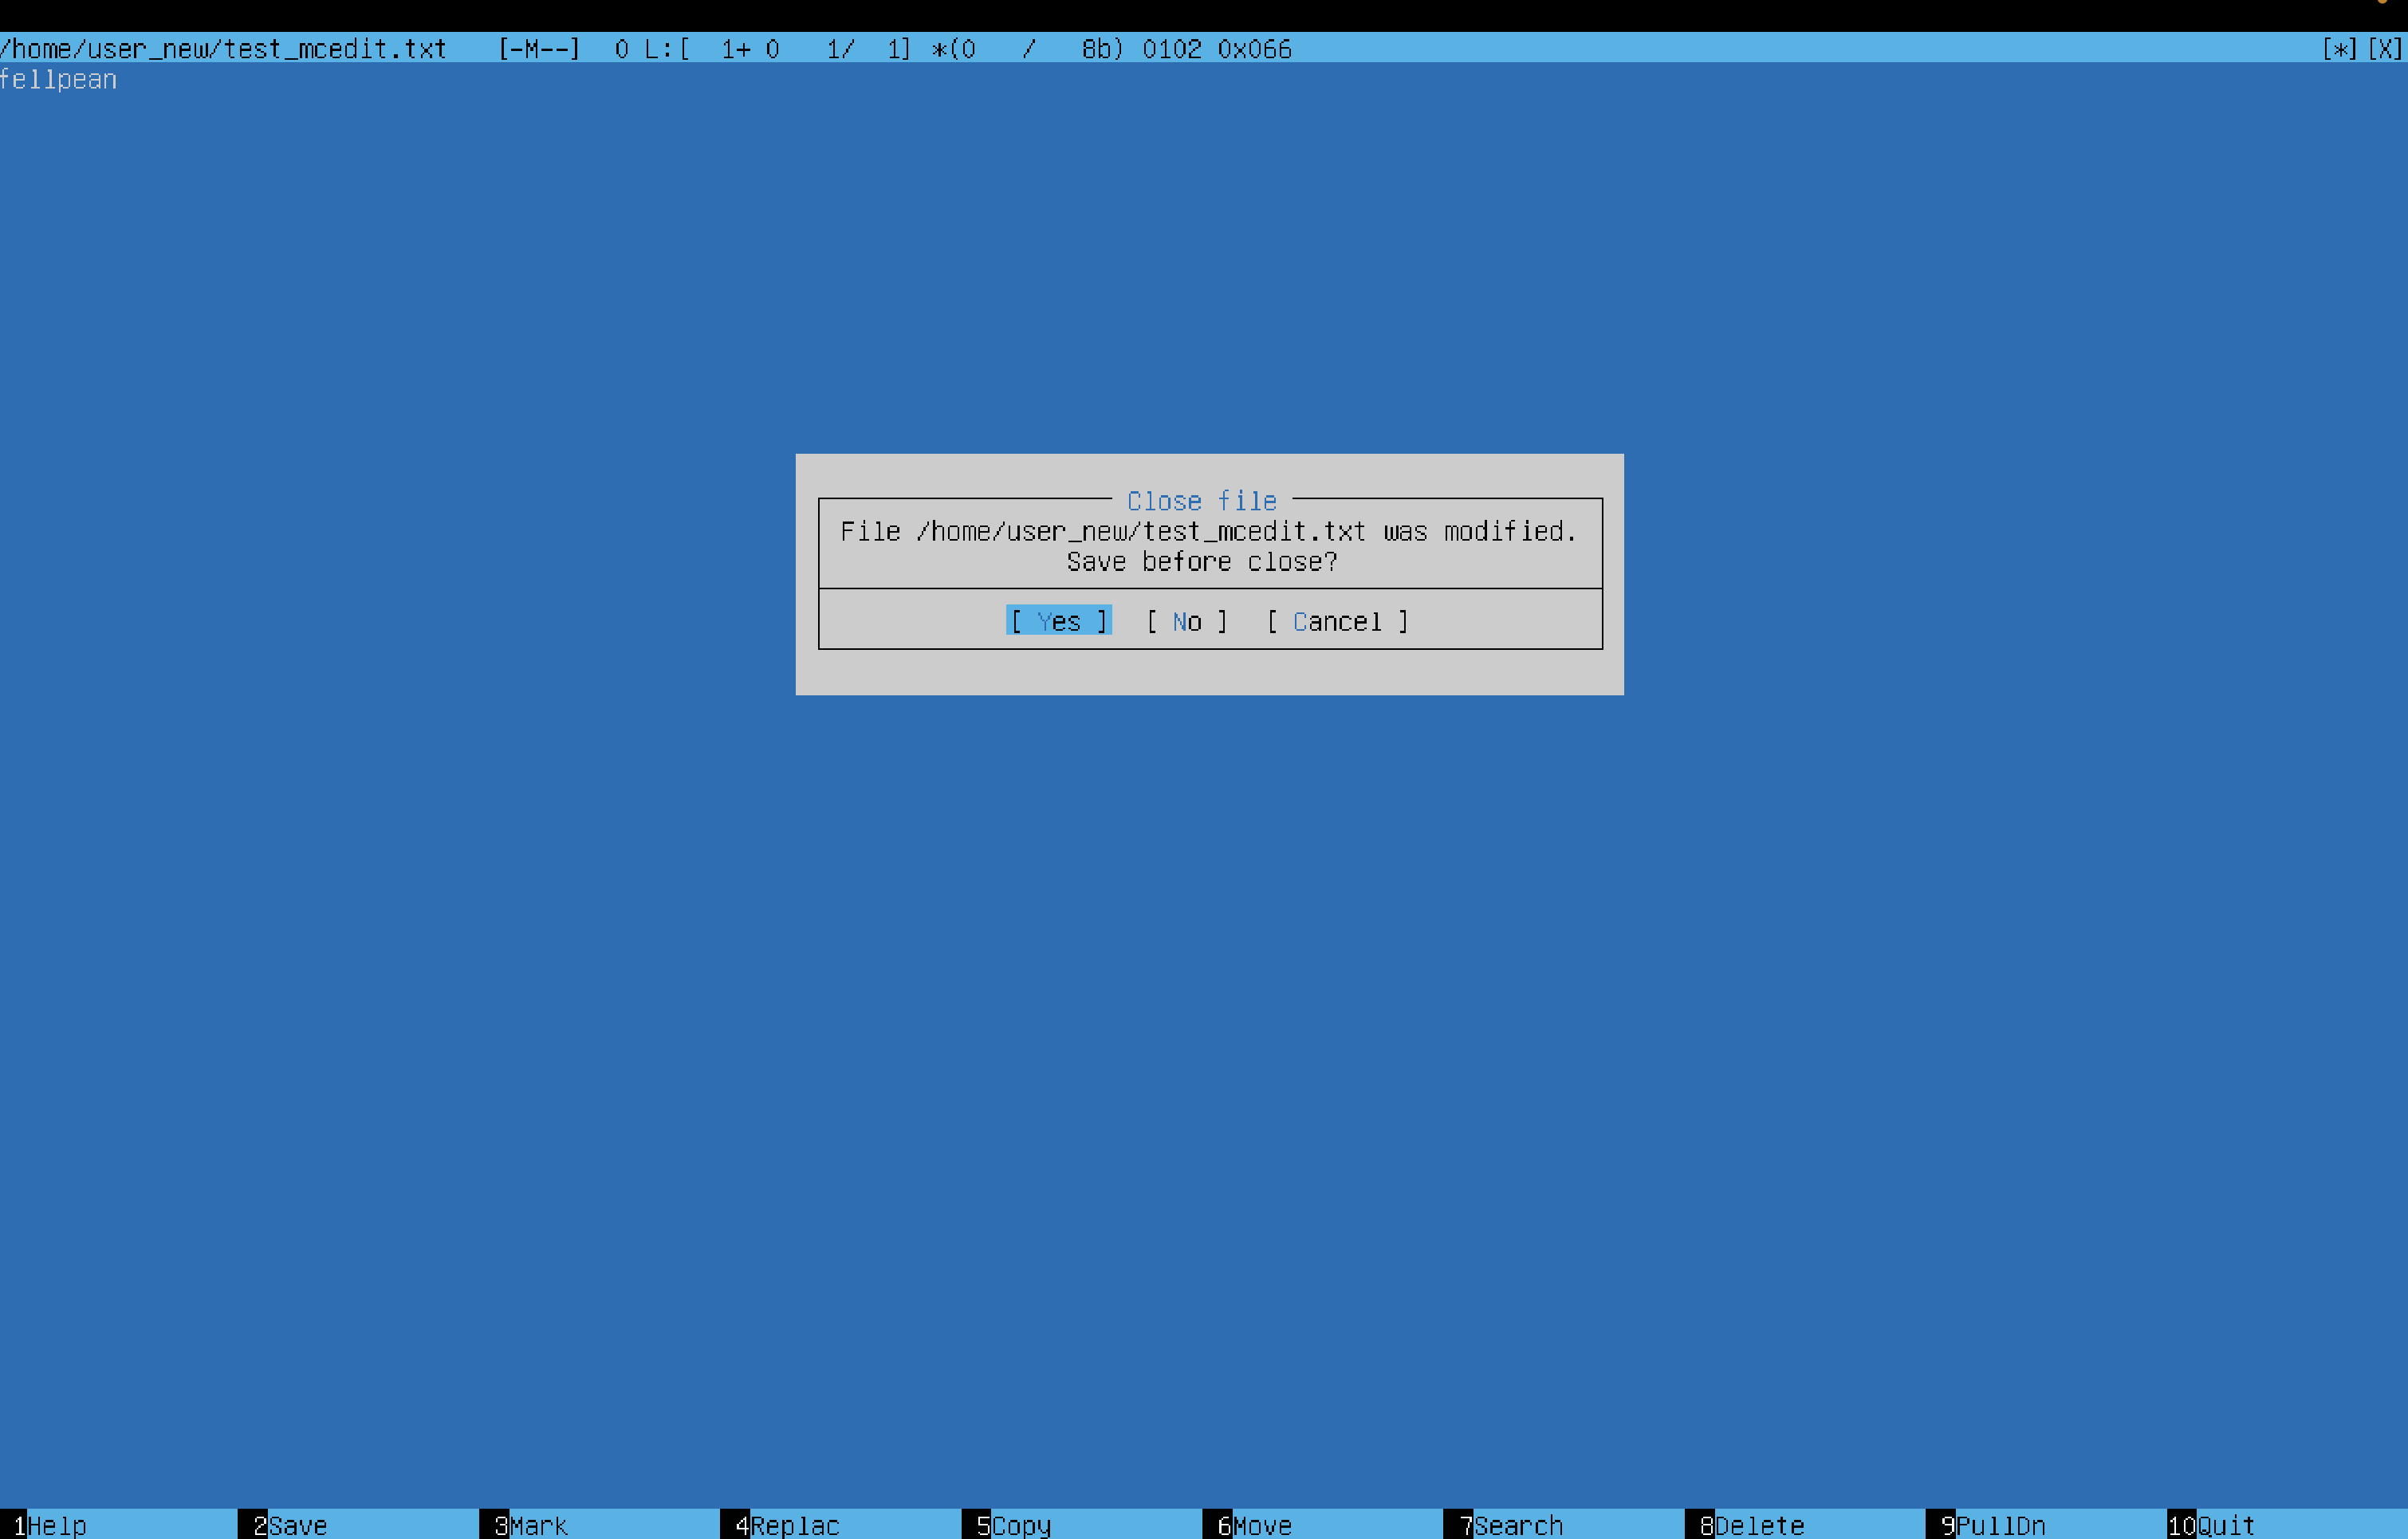 /home/user_new/test_mcedit.txt [-M--] 0 L:[ 1+ 0 1/ 1] *(0 / 8b) 0102 0x066 [*][X]
fellpean
Close file
File /home/user_new/test_mcedit.txt was modified.
Save before close?
[ Yes ] [ No ] [ Cancel ]
1Help 2Save 3Mark 4Replac 5Copy 6Move 7Search 8Delete 9PullDn 10Quit